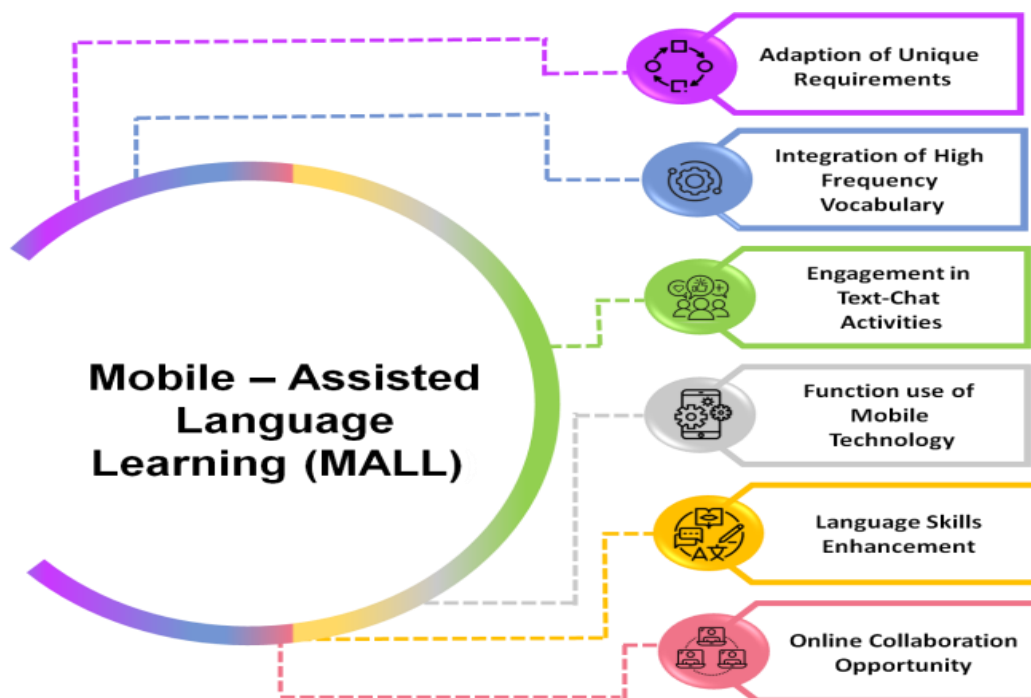 Mobile – Assisted
Language
Learning (MALL)
Adaption of Unique
Requirements
Integration of High
Frequency
Vocabulary
Engagement in
Text-Chat
Activities
Function use of
Mobile
Technology
Language Skills
Enhancement
Online Collaboration
Opportunity